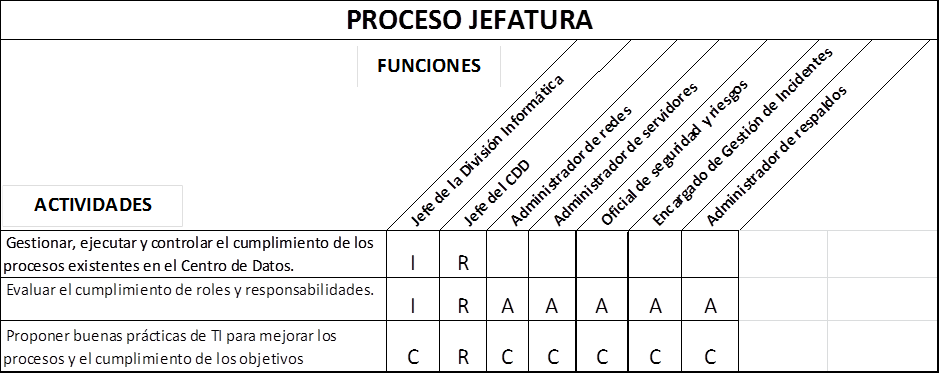 PROCESO JEFATURA
FUNCIONES
Jefe de la División Informática
Jefe del CDD
Administrador de redes
Administrador de servidores
Oficial de seguridad y riesgos
Encargado de Gestión de Incidentes
Administrador de respaldos
ACTIVIDADES
Gestionar, ejecutar y controlar el cumplimiento de los
procesos existentes en el Centro de Datos.
I R
Evaluar el cumplimiento de roles y responsabilidades.
I R A A A A A
Proponer buenas prácticas de TI para mejorar los
procesos y el cumplimiento de los objetivos
C R C C C C C